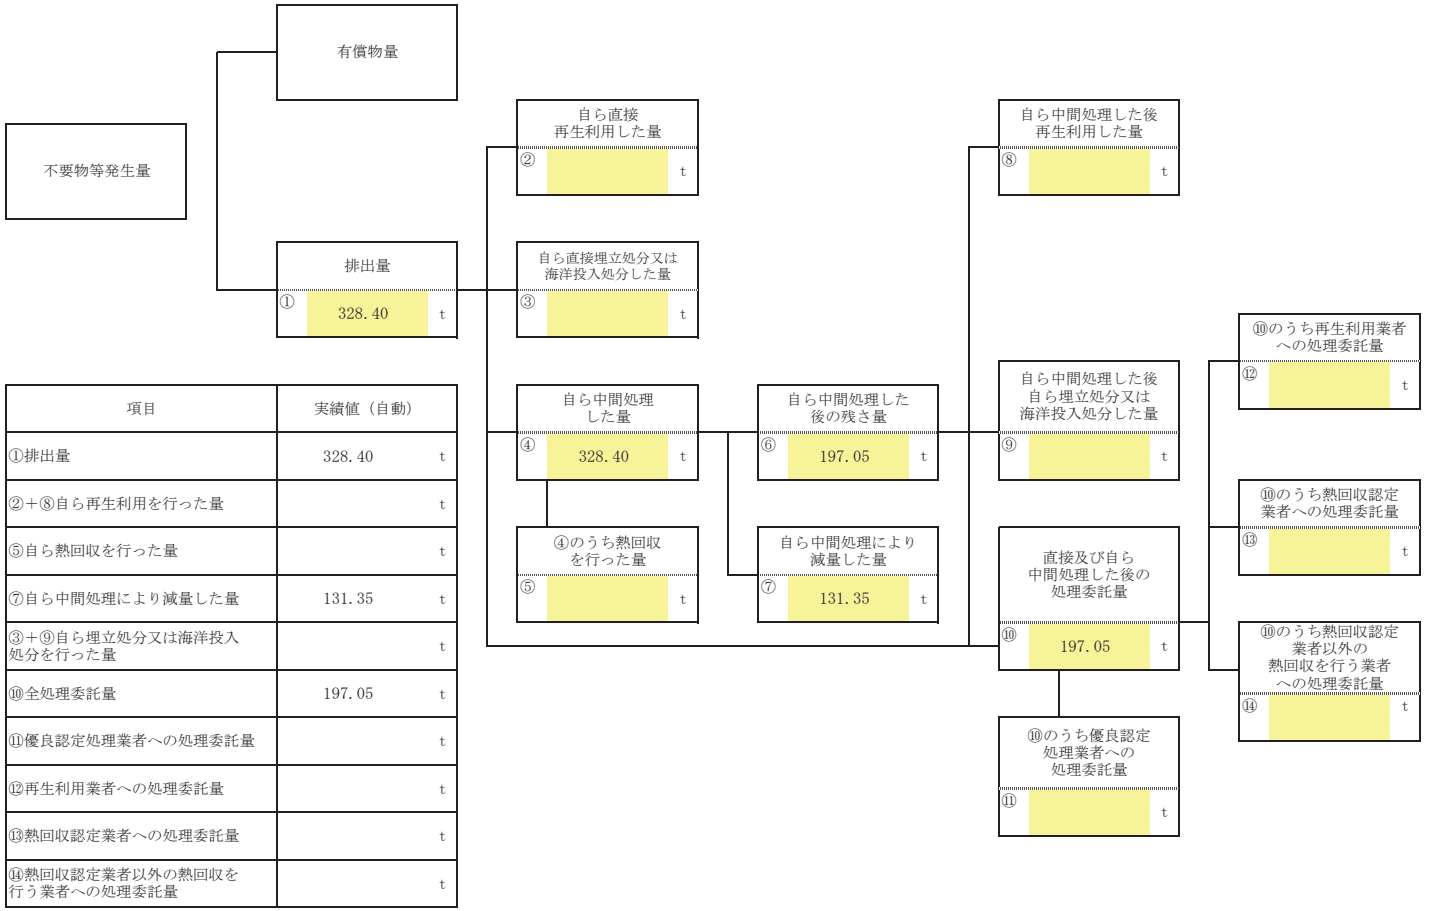 有償物量
不要物等発生量
排出量
①
328.40
t
自ら直接
再生利用した量
②
t
自ら直接埋立処分又は
海洋投入処分した量
③
t
自ら中間処理
した量
④
328.40
t
④のうち熱回収
を行った量
⑤
t
自ら中間処理した
後の残さ量
⑥
197.05
t
自ら中間処理により
減量した量
⑦
131.35
t
自ら中間処理した後
再生利用した量
⑧
t
自ら中間処理した後
自ら埋立処分又は
海洋投入処分した量
⑨
t
直接及び自ら
中間処理した後の
処理委託量
⑩
197.05
t
⑩のうち優良認定
処理業者への
処理委託量
⑪
t
⑩のうち再生利用業者
への処理委託量
⑫
t
⑩のうち熱回収認定
業者への処理委託量
⑬
t
⑩のうち熱回収認定
業者以外の
熱回収を行う業者
への処理委託量
⑭
t
項目 実績値（自動）
①排出量 328.40 t
②＋⑧自ら再生利用を行った量 t
⑤自ら熱回収を行った量 t
⑦自ら中間処理により減量した量 131.35 t
③＋⑨自ら埋立処分又は海洋投入
処分を行った量 t
⑩全処理委託量 197.05 t
⑪優良認定処理業者への処理委託量 t
⑫再生利用業者への処理委託量 t
⑬熱回収認定業者への処理委託量 t
⑭熱回収認定業者以外の熱回収を
行う業者への処理委託量 t